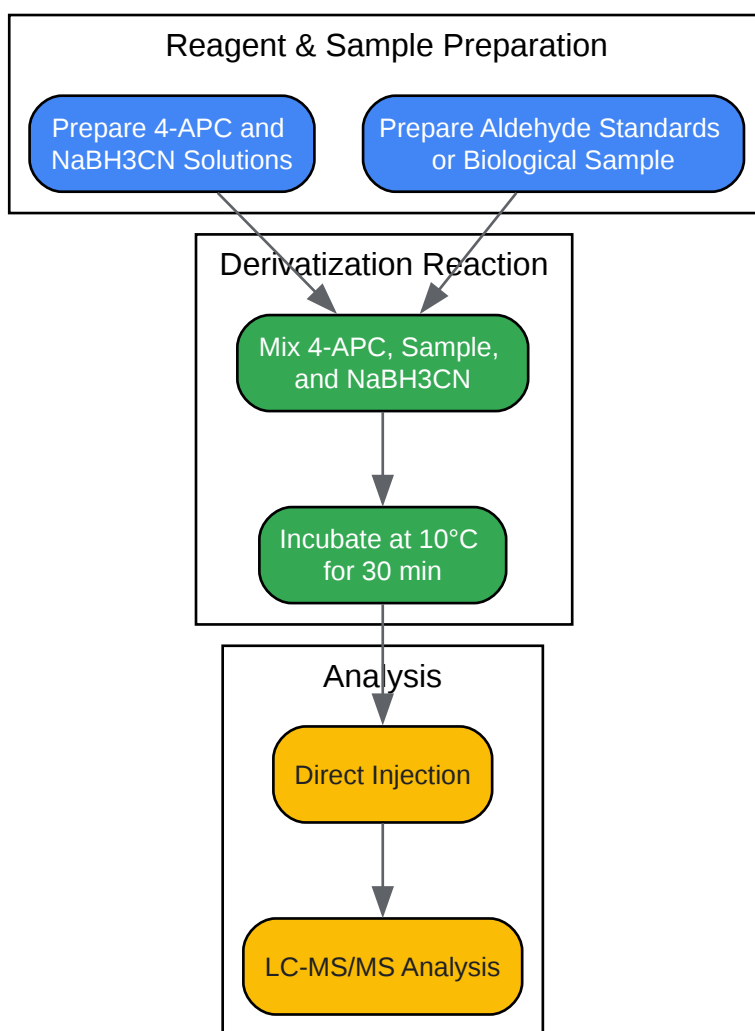 Reagent & Sample Preparation
Prepare 4-APC and
NaBH3CN Solutions
Prepare Aldehyde Standards
or Biological Sample
Derivatization Reaction
Mix 4-APC, Sample,
and NaBH3CN
Incubate at 10°C
for 30 min
Analysis
Direct Injection
LC-MS/MS Analysis